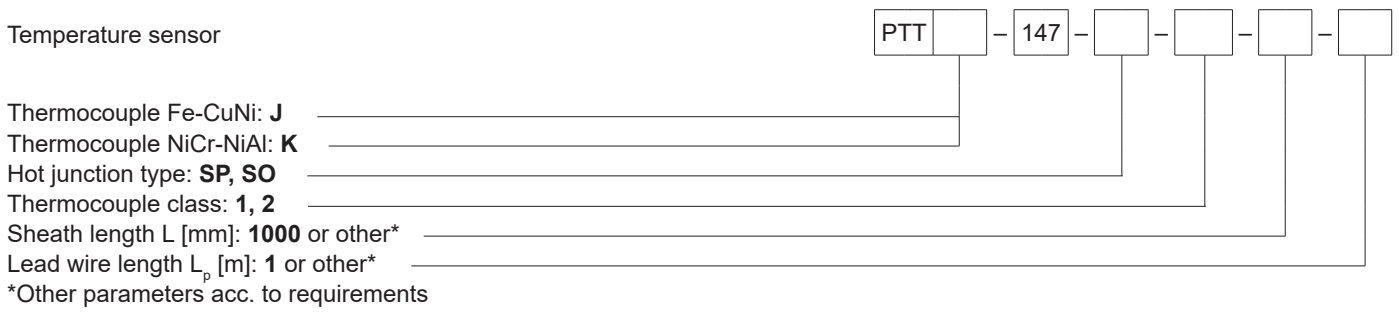 Temperature sensor PTT – 147 – – – –
Thermocouple Fe-CuNi: J
Thermocouple NiCr-NiAl: K
Hot junction type: SP, SO
Thermocouple class: 1, 2
Sheath length L [mm]: 1000 or other*
Lead wire length Lp [m]: 1 or other*
*Other parameters acc. to requirements